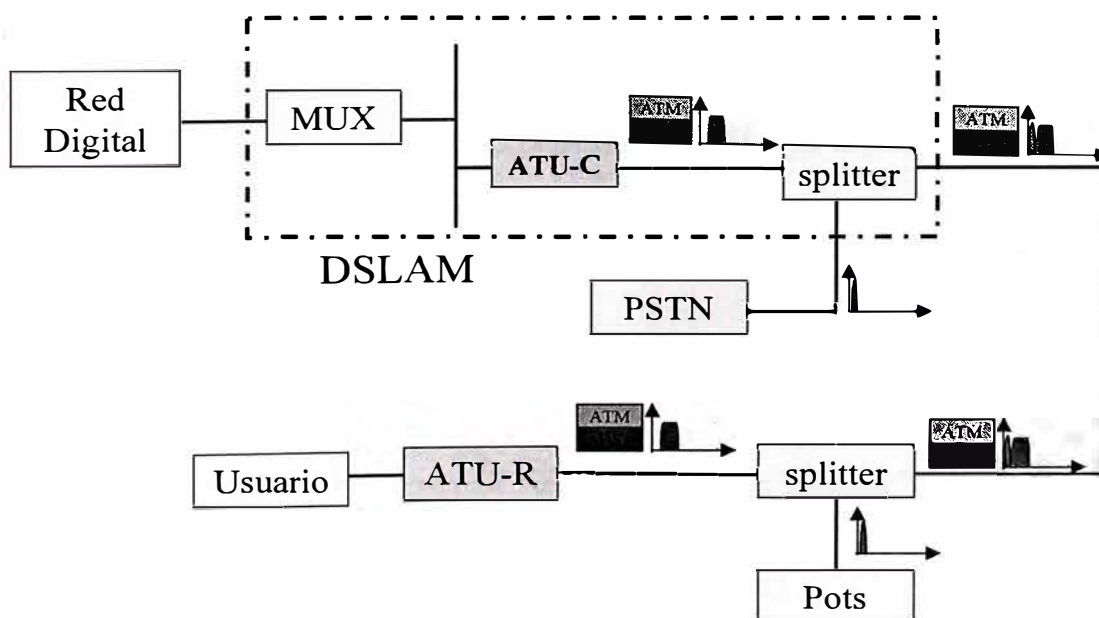 Red
Digital
MUX
ATM
ATU-C
splitter
ATM
DSLAM
PSTN
ATM
Usuario
ATU-R
splitter
ATM
Pots